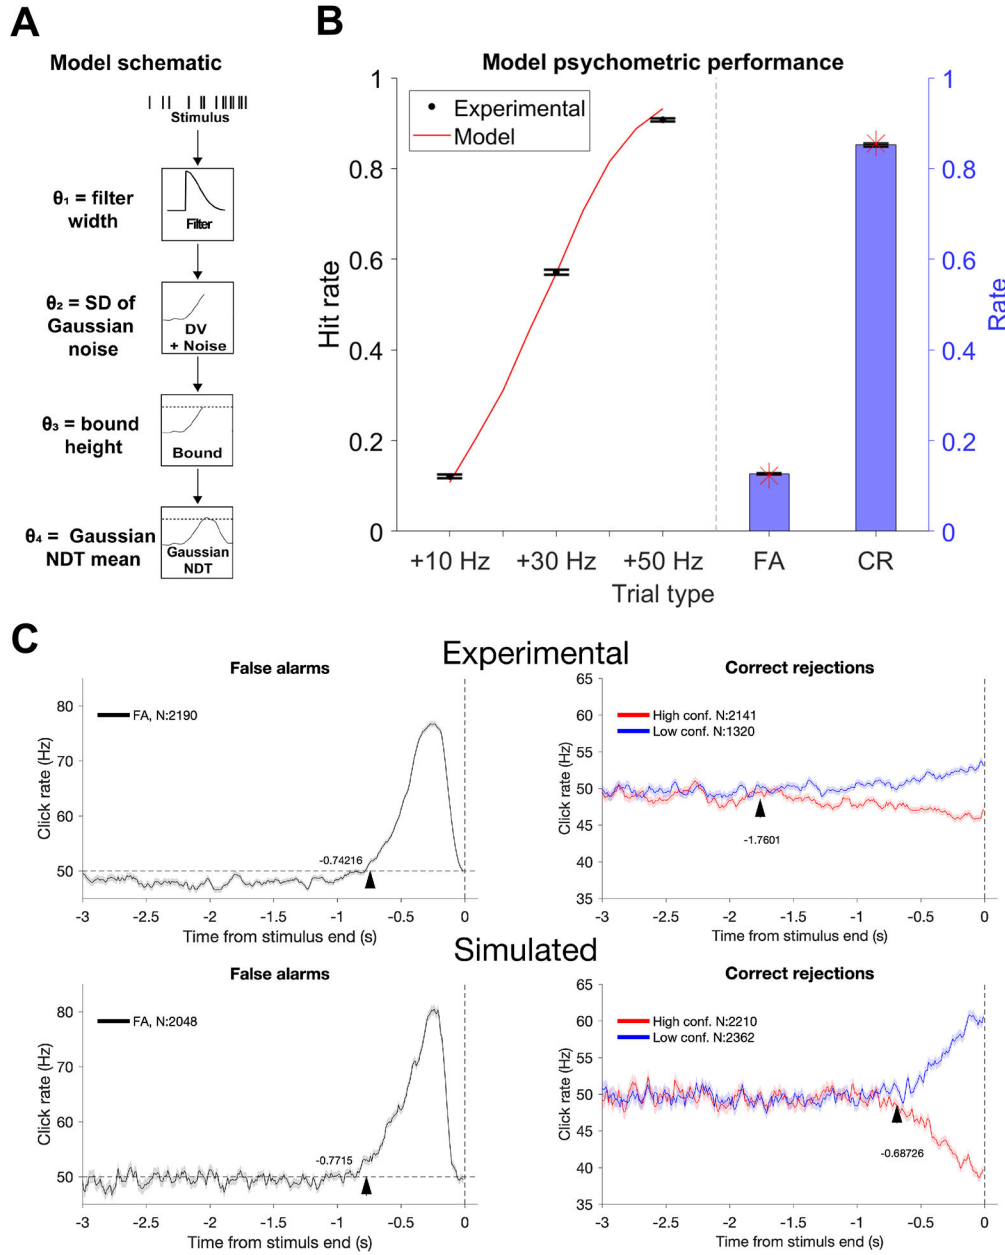 A
Model schematic
Stimulus
θ₁ = filter
width
Filter
θ₂ = SD of
Gaussian
noise
DV
+ Noise
θ₃ = bound
height
Bound
θ₄ = Gaussian
NDT mean
Gaussian
NDT
B
Model psychometric performance
Experimental
Model
Hit rate
1
0.8
0.6
0.4
0.2
0
1
0.8
0.6
0.4
0.2
0
Rate
+10 Hz +30 Hz +50 Hz FA CR
Trial type
C
Experimental
False alarms
FA, N:2190
Click rate (Hz)
80
70
60
50
-0.74216
-3 -2.5 -2 -1.5 -1 -0.5 0
Time from stimulus end (s)
Correct rejections
High conf. N:2141
Low conf. N:1320
Click rate (Hz)
65
60
55
50
45
40
35
-1.7601
-3 -2.5 -2 -1.5 -1 -0.5 0
Time from stimulus end (s)
Simulated
False alarms
FA, N:2048
Click rate (Hz)
80
70
60
50
-0.7715
-3 -2.5 -2 -1.5 -1 -0.5 0
Time from stimuls end (s)
Correct rejections
High conf. N:2210
Low conf. N:2362
Click rate (Hz)
65
60
55
50
45
40
35
-0.68726
-3 -2.5 -2 -1.5 -1 -0.5 0
Time from stimulus end (s)